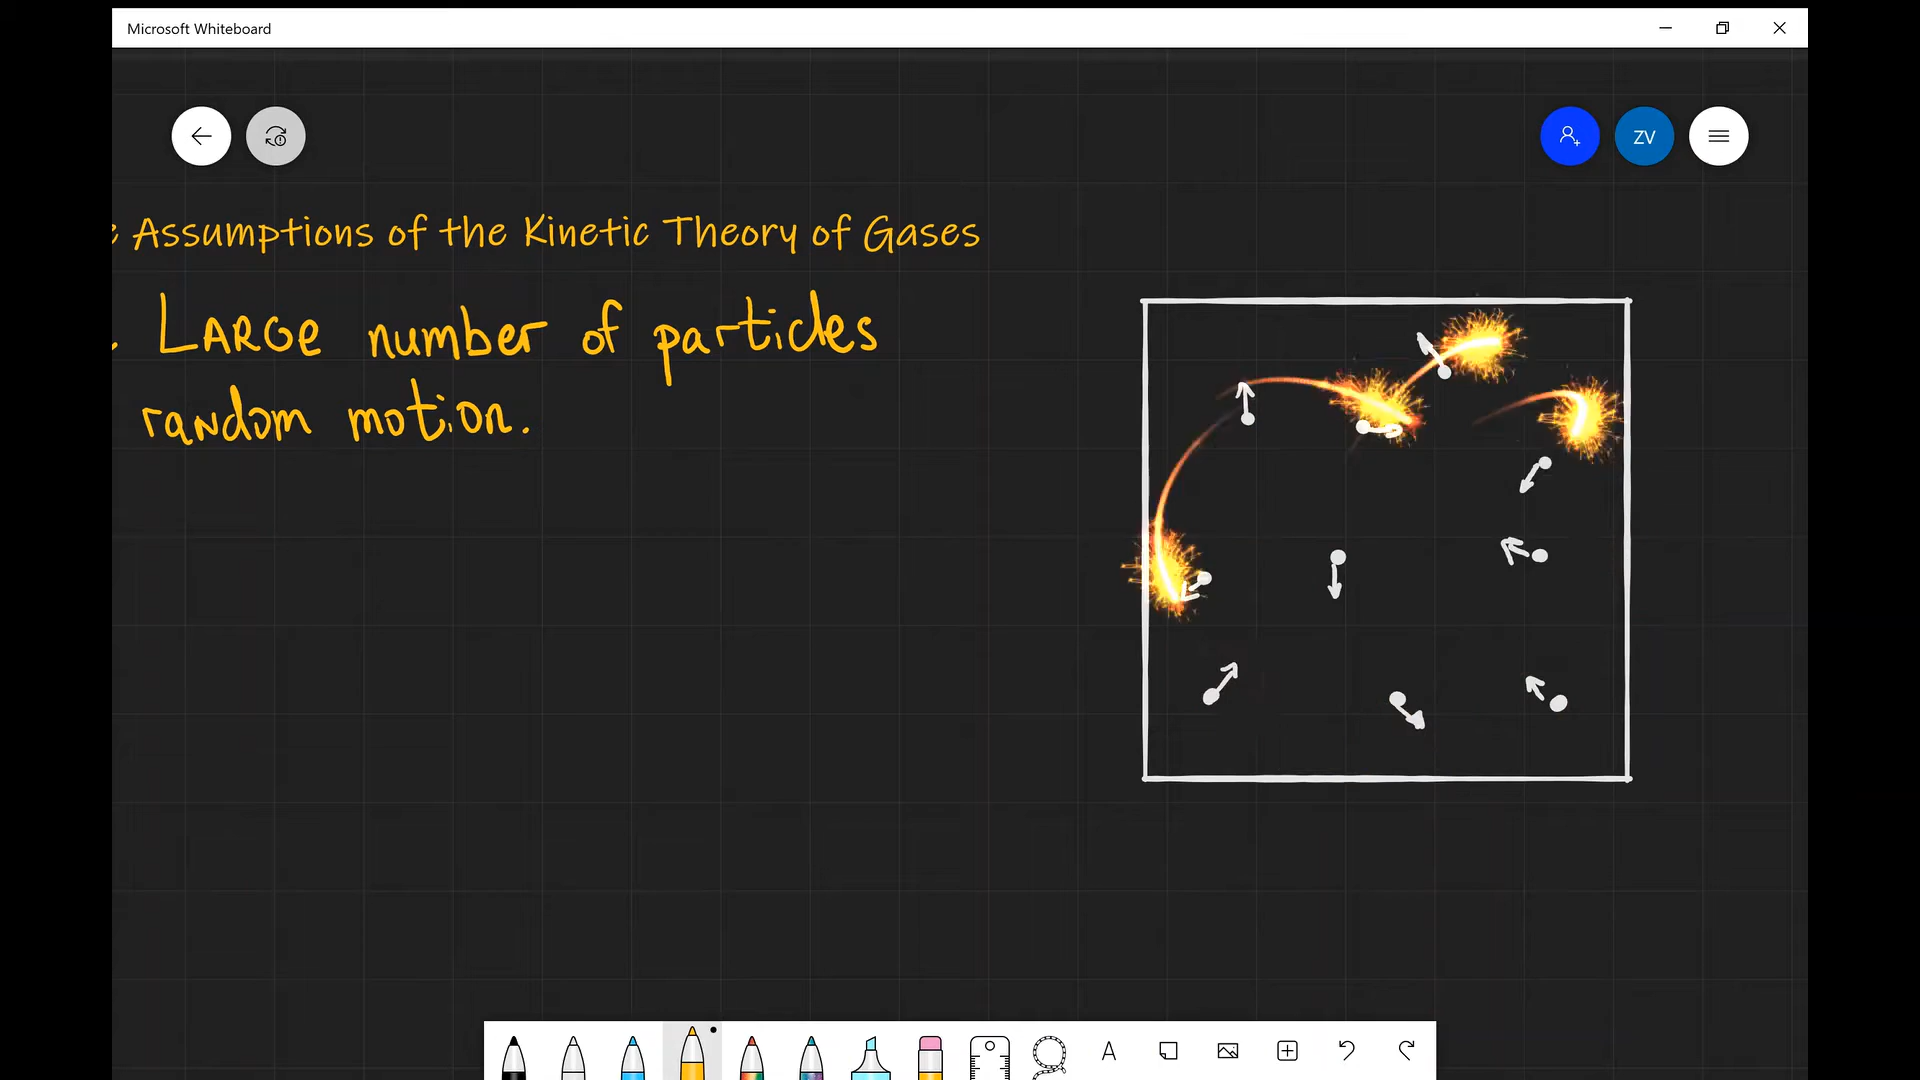 Microsoft Whiteboard
ZV
Assumptions of the Kinetic Theory of Gases
LARGE number of particles
random motion.
A